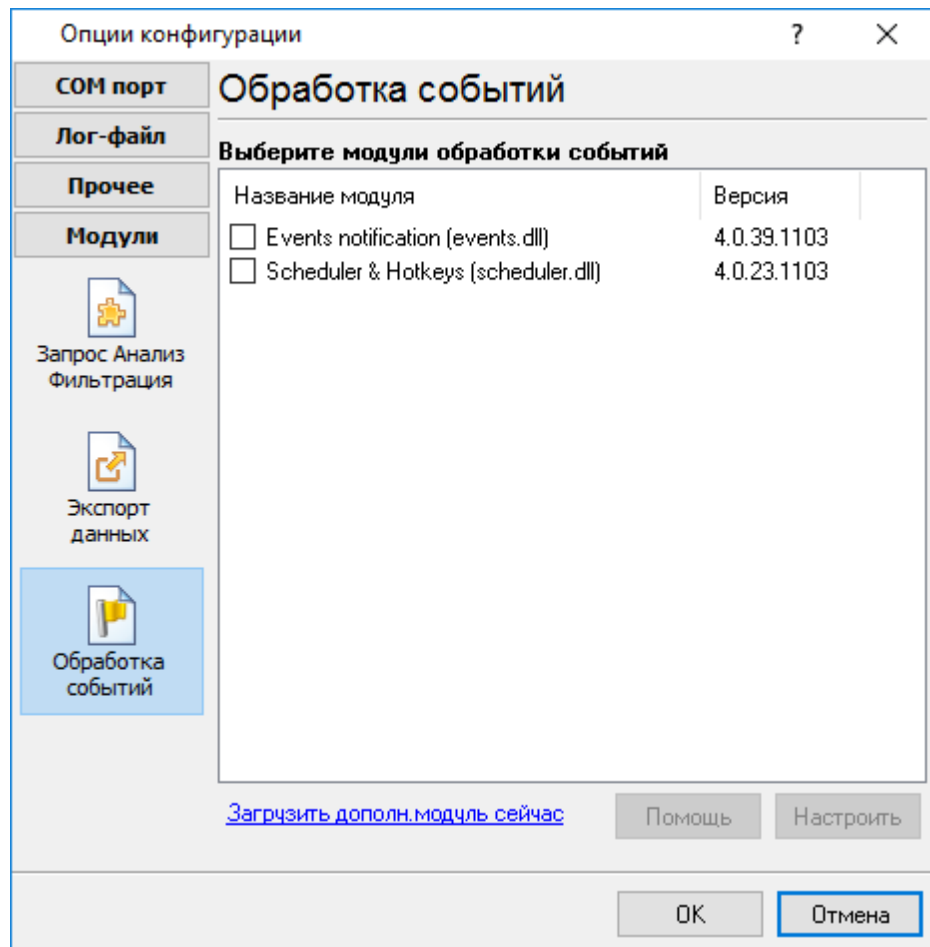 Опции конфигурации
?
COM порт
Лог-файл
Прочее
Модули
Запрос Анализ
Фильтрация
Экспорт
данных
Обработка
событий
Обработка событий
Выберите модули обработки событий
Название модуля Версия
Events notification (events.dll) 4.0.39.1103
Scheduler & Hotkeys (scheduler.dll) 4.0.23.1103
Загрузить дополн.модуль сейчас
Помощь
Настроить
OK
Отмена